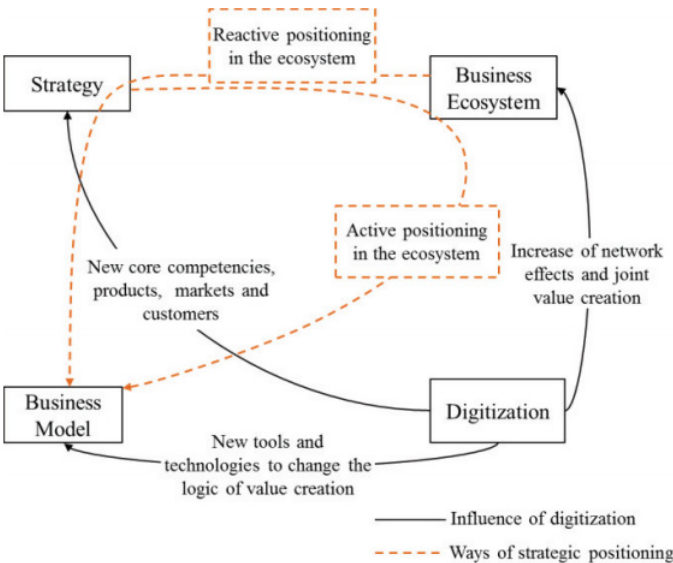 Reactive positioning
in the ecosystem
Strategy
Business
Ecosystem
Active positioning
in the ecosystem
New core competencies,
products, markets and
customers
Increase of network
effects and joint
value creation
Business
Model
Digitization
New tools and
technologies to change the
logic of value creation
Influence of digitization
Ways of strategic positioning